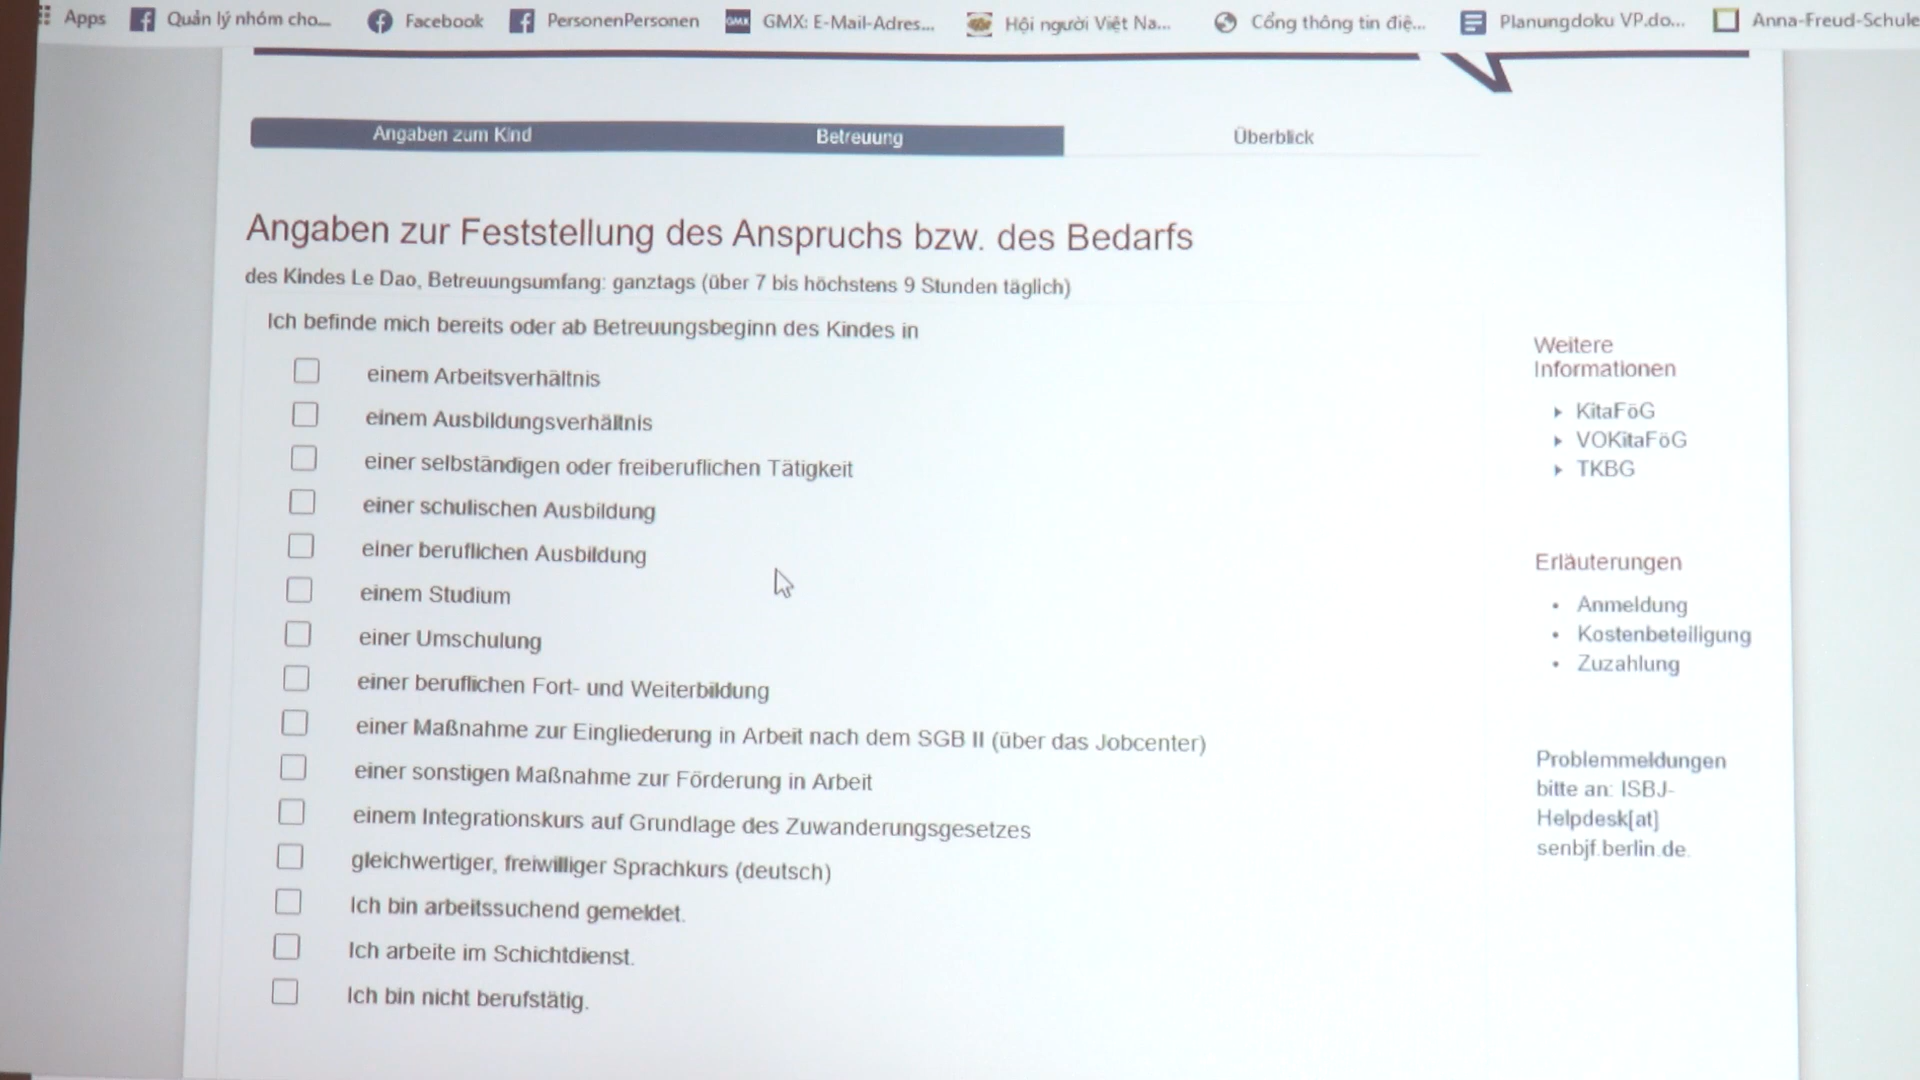 Apps Quản lý nhóm cho... Facebook PersonenPersonen GMX: E-Mail-Adres... Hội người Việt Na... Cổng thông tin điệ... Planungdoku VP.do... Anna-Freud-Schule
Angaben zum Kind Betreuung Überblick
Angaben zur Feststellung des Anspruchs bzw. des Bedarfs
des Kindes Le Dao, Betreuungsumfang: ganztags (über 7 bis höchstens 9 Stunden täglich)
Ich befinde mich bereits oder ab Betreuungsbeginn des Kindes in
einem Arbeitsverhältnis
einem Ausbildungsverhältnis
einer selbständigen oder freiberuflichen Tätigkeit
einer schulischen Ausbildung
einer beruflichen Ausbildung
einem Studium
einer Umschulung
einer beruflichen Fort- und Weiterbildung
einer Maßnahme zur Eingliederung in Arbeit nach dem SGB II (über das Jobcenter)
einer sonstigen Maßnahme zur Förderung in Arbeit
einem Integrationskurs auf Grundlage des Zuwanderungsgesetzes
gleichwertiger, freiwilliger Sprachkurs (deutsch)
Ich bin arbeitssuchend gemeldet.
Ich arbeite im Schichtdienst.
Ich bin nicht berufstätig.
Weitere
Informationen
KitaFöG
VOKitaFöG
TKBG
Erläuterungen
Anmeldung
Kostenbeteiligung
Zuzahlung
Problemmeldungen
bitte an: ISBJ-
Helpdesk[at]
senbjf.berlin.de.